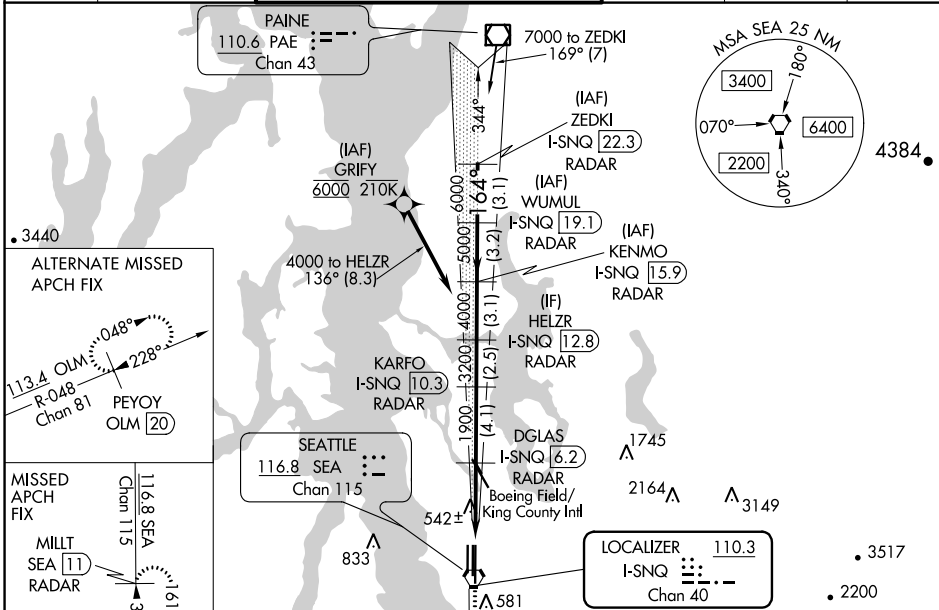 PAINE
110.6 PAE
Chan 43
7000 to ZEDKI
169° (7)
344°
(IAF)
ZEDKI
I-SNQ 22.3
RADAR
(IAF)
GRIFY
6000 210K
4000 to HELZR
136° (8.3)
6000
164°
(3.1)
(IAF)
WUMUL
I-SNQ 19.1
RADAR
5000
(3.2)
(IAF)
KENMO
I-SNQ 15.9
RADAR
4000
(3.1)
(IF)
HELZR
I-SNQ 12.8
RADAR
3200
(2.5)
KARFO
I-SNQ 10.3
RADAR
1900
(4.1)
DGLAS
I-SNQ 6.2
RADAR
Boeing Field/
King County Intl
MSA SEA 25 NM
180°
3400
070°
6400
2200
340°
4384
3440
ALTERNATE MISSED
APCH FIX
048°
228°
113.4 OLM
R-048
Chan 81
PEYOY
OLM 20
SEATTLE
116.8 SEA
Chan 115
MISSED
APCH
FIX
116.8 SEA
Chan 115
MILLT
SEA 11
RADAR
161
3
1745
2164
3149
542±
833
581
LOCALIZER 110.3
I-SNQ
Chan 40
3517
2200